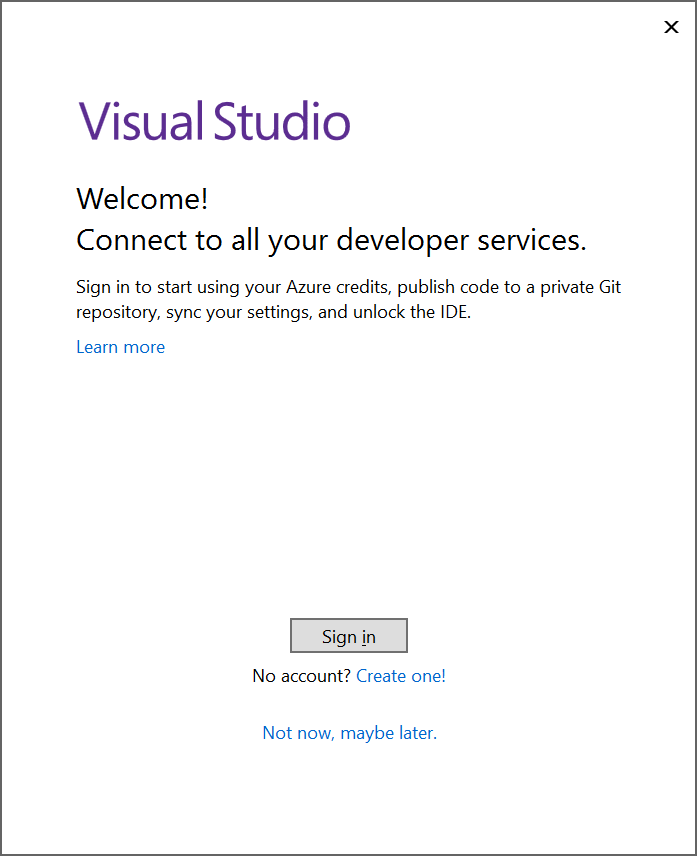 Visual Studio
Welcome!
Connect to all your developer services.
Sign in to start using your Azure credits, publish code to a private Git
repository, sync your settings, and unlock the IDE.
Learn more
Sign in
No account? Create one!
Not now, maybe later.